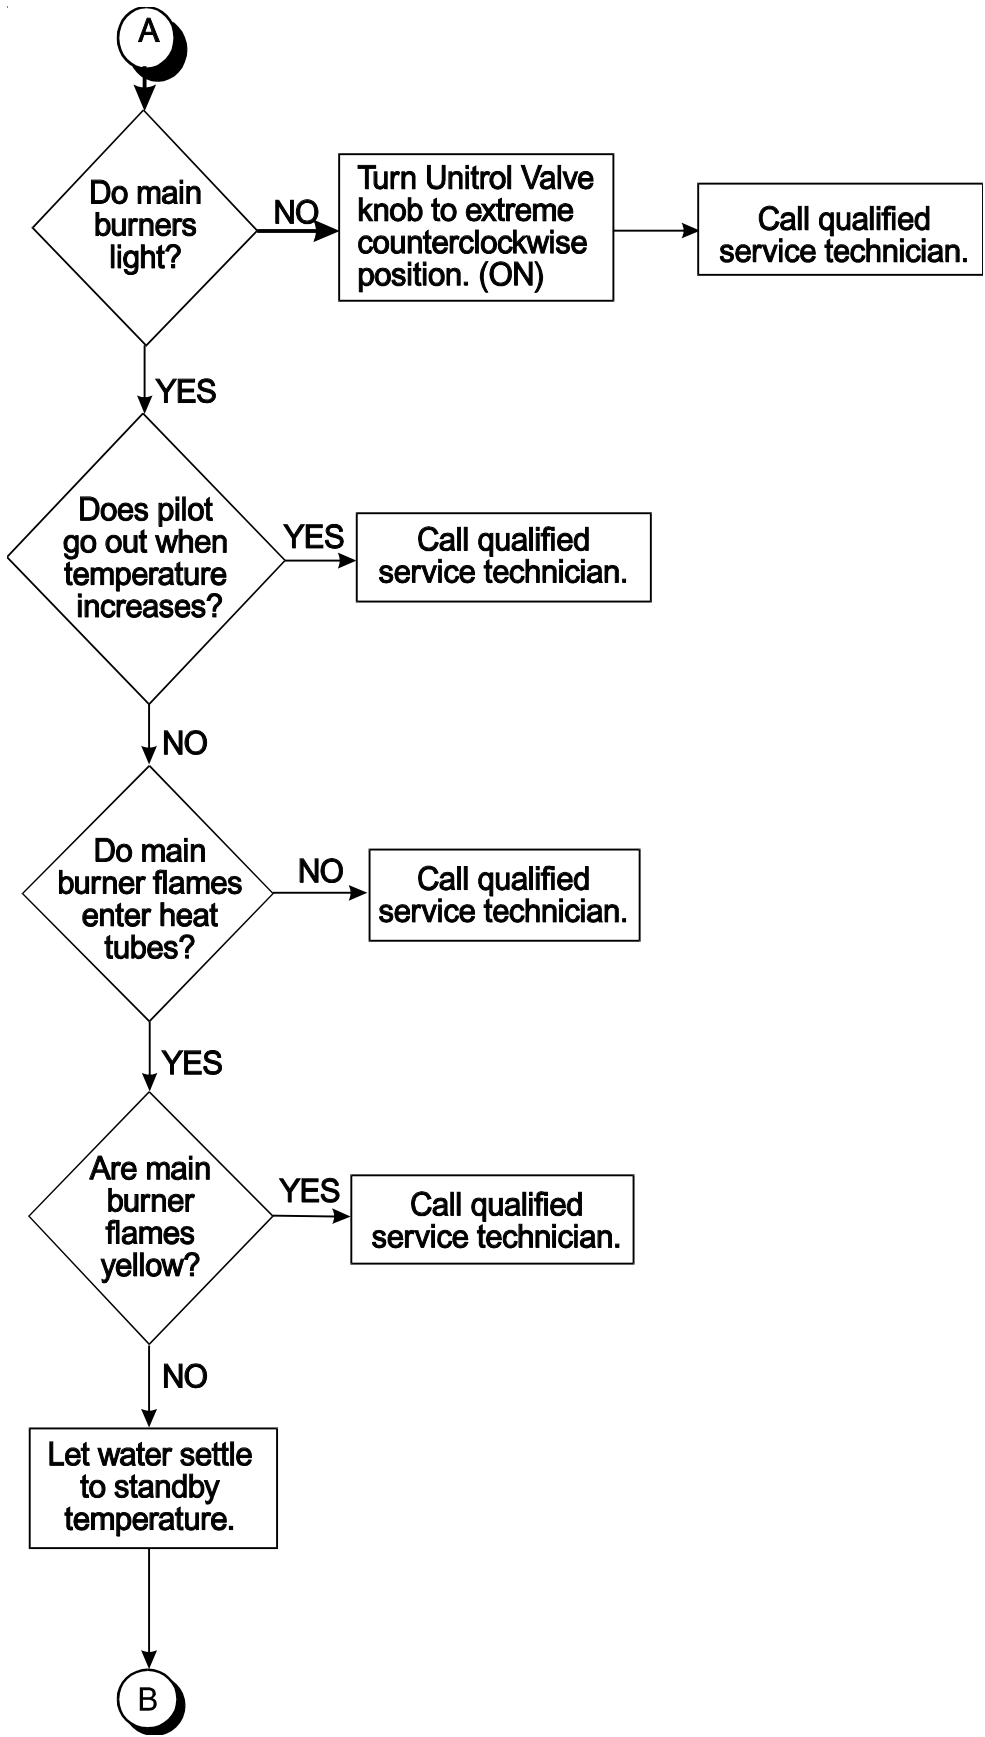 A
Do main
burners
light?
NO
Turn Unitrol Valve
knob to extreme
counterclockwise
position. (ON)
Call qualified
service technician.
YES
Does pilot
go out when
temperature
increases?
YES
Call qualified
service technician.
NO
Do main
burner flames
enter heat
tubes?
NO
Call qualified
service technician.
YES
Are main
burner
flames
yellow?
YES
Call qualified
service technician.
NO
Let water settle
to standby
temperature.
B